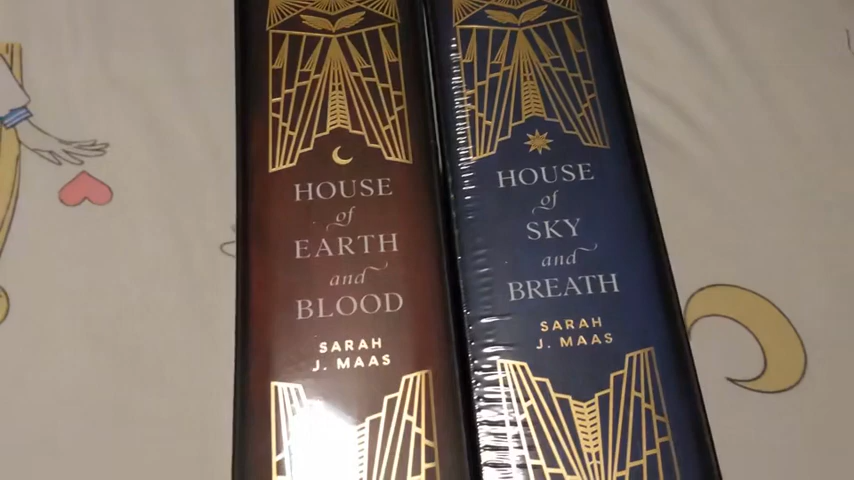 HOUSE
of
EARTH
and
BLOOD
SARAH
J. MAAS
HOUSE
of
SKY
and
BREATH
SARAH
J. MAAS